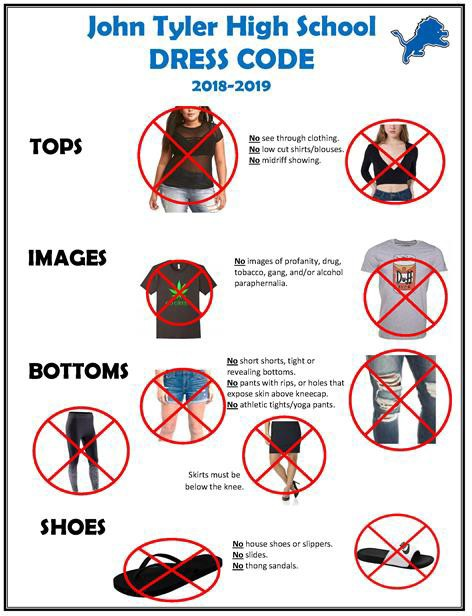 John Tyler High School
DRESS CODE
2018-2019
TOPS
No see through clothing.
No low cut shirts/blouses.
No midriff showing.
IMAGES
No images of profanity, drug,
tobacco, gang, and/or alcohol
paraphernalia.
Duff
BOTTOMS
No short shorts, tight or
revealing bottoms.
No pants with rips, or holes that
expose skin above kneecap.
No athletic tights/yoga pants.
Skirts must be
below the knee.
SHOES
No house shoes or slippers.
No slides.
No thong sandals.